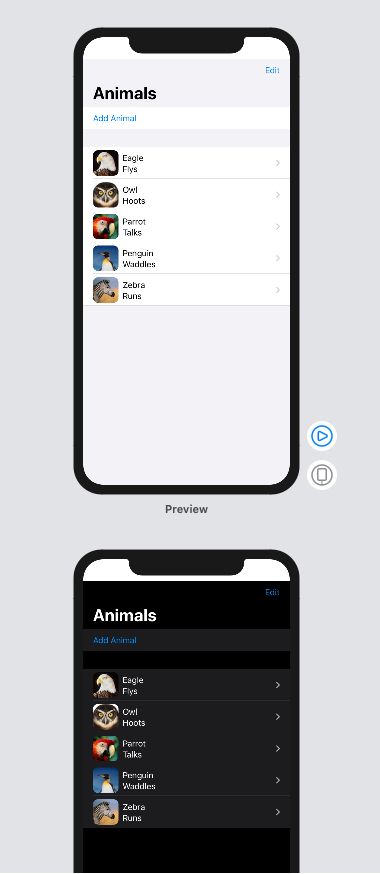 Edit
Animals
Add Animal
Eagle
Flys
Owl
Hoots
Parrot
Talks
Penguin
Waddles
Zebra
Runs
Preview
Edit
Animals
Add Animal
Eagle
Flys
Owl
Hoots
Parrot
Talks
Penguin
Waddles
Zebra
Runs